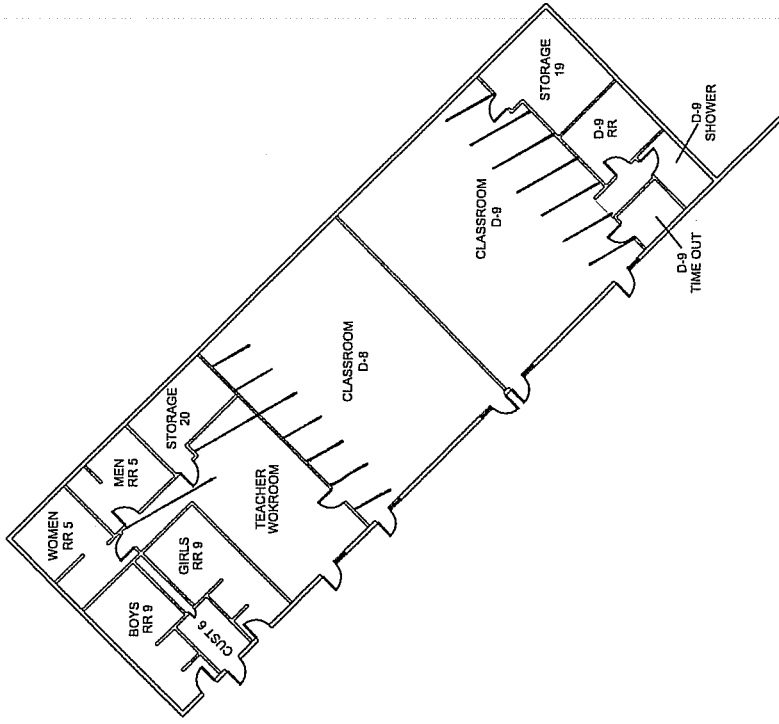 STORAGE
19
D-9
RR
D-9
SHOWER
CLASSROOM
D-9
D-9
TIME OUT
CLASSROOM
D-8
STORAGE
20
MEN
RR 5
WOMEN
RR 5
TEACHER
WOKROOM
GIRLS
RR 9
BOYS
RR 9
CUST 6